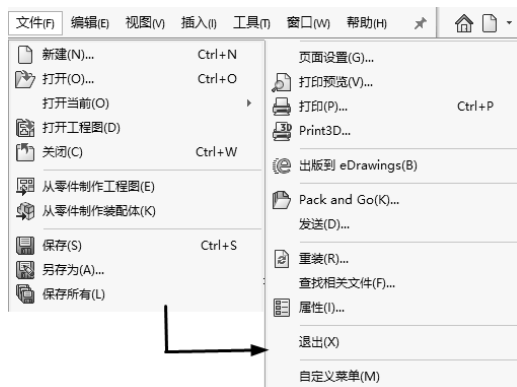 文件(F) 编辑(E) 视图(V) 插入(I) 工具(T) 窗口(W) 帮助(H)
新建(N)... Ctrl+N
打开(O)... Ctrl+O
打开当前(O)
打开工程图(D)
关闭(C) Ctrl+W
从零件制作工程图(E)
从零件制作装配体(K)
保存(S) Ctrl+S
另存为(A)...
保存所有(L)
页面设置(G)...
打印预览(V)...
打印(P)... Ctrl+P
Print3D...
出版到 eDrawings(B)
Pack and Go(K)...
发送(D)...
重装(R)...
查找相关文件(F)...
属性(I)...
退出(X)
自定义菜单(M)